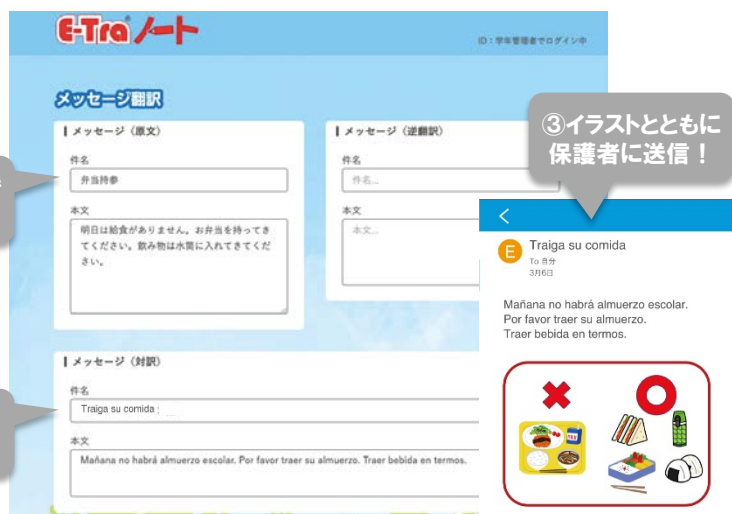 E-Tra ノート
ID：学年管理者でログイン中
メッセージ翻訳
メッセージ（原文）
件名
弁当持参
本文
明日は給食がありません。お弁当を持ってき
てください。飲み物は水筒に入れてきてくだ
さい。
メッセージ（逆翻訳）
件名
件名...
本文
本文...
メッセージ（対訳）
件名
Traiga su comida
本文
Mañana no habrá almuerzo escolar. Por favor traer su almuerzo. Traer bebida en termos.
③イラストとともに
保護者に送信！
E
Traiga su comida
To 自分
3月6日
Mañana no habrá almuerzo escolar.
Por favor traer su almuerzo.
Traer bebida en termos.